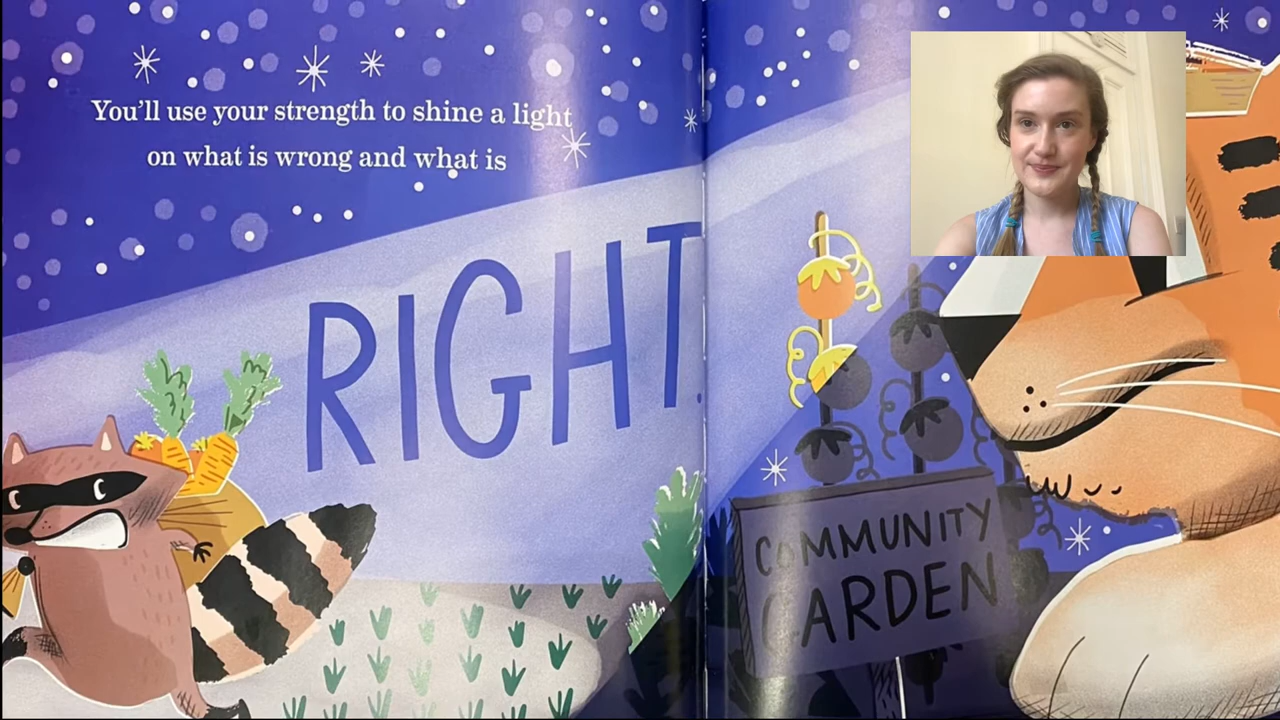 You'll use your strength to shine a light
on what is wrong and what is
RIGHT.
COMMUNITY
GARDEN